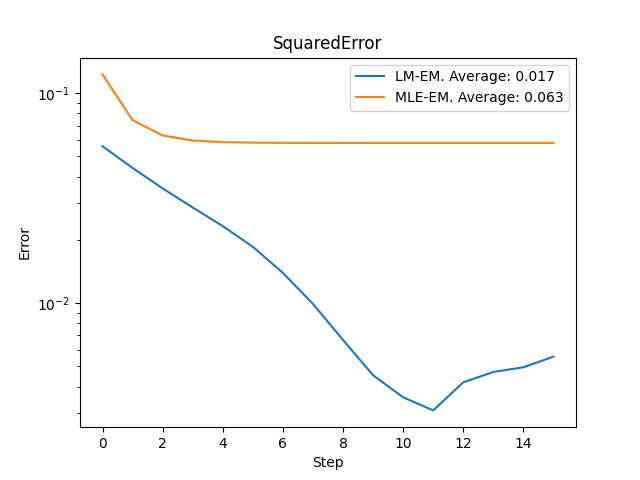 SquaredError
LM-EM. Average: 0.017
MLE-EM. Average: 0.063
10⁻¹
10⁻²
Error
0 2 4 6 8 10 12 14
Step